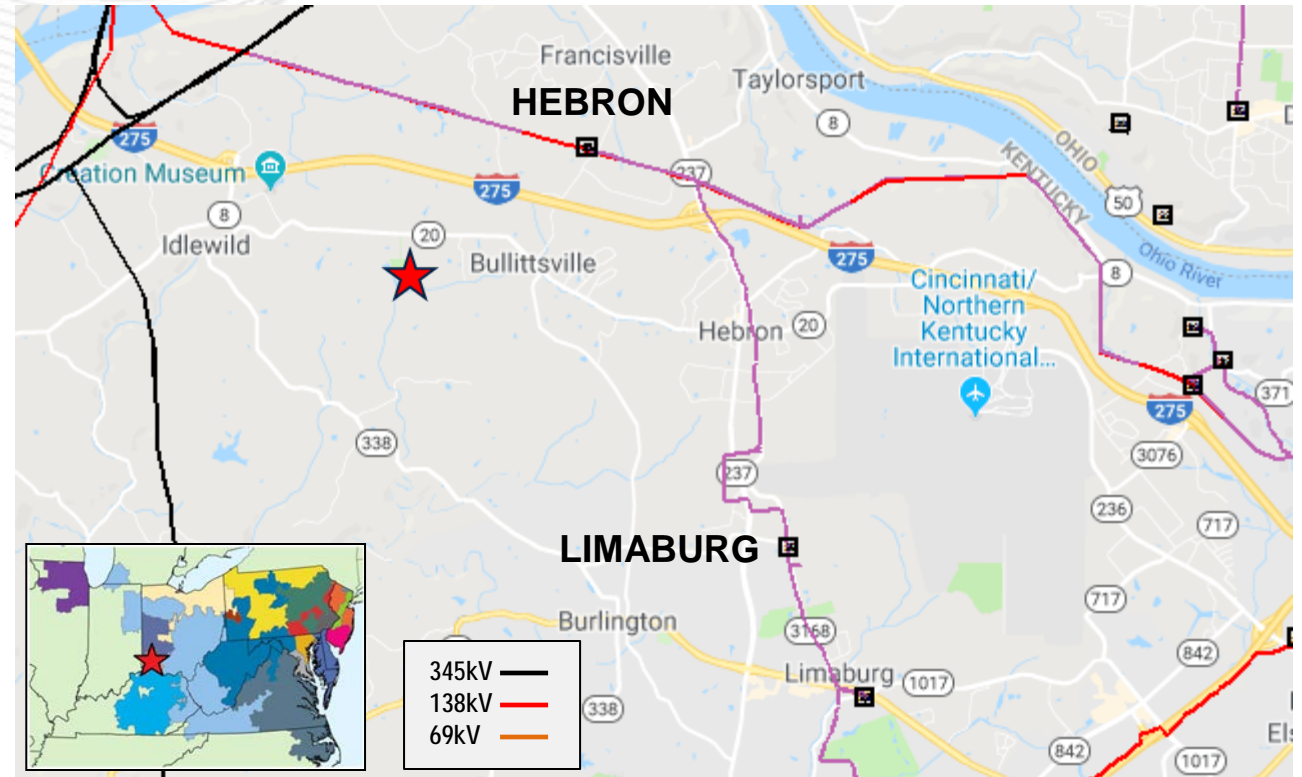 Francisville
HEBRON
Taylorsport
8
275
237
OHIO
KENTUCKY
50
Creation Museum
275
8
Idlewild
20
Bullittsville
275
8
Ohio River
Cincinnati/
Northern
Kentucky
International...
Hebron
20
371
275
338
3076
237
236
717
LIMABURG
717
Burlington
3168
842
Limaburg
1017
345kV
138kV
69kV
338
842
1017
Els